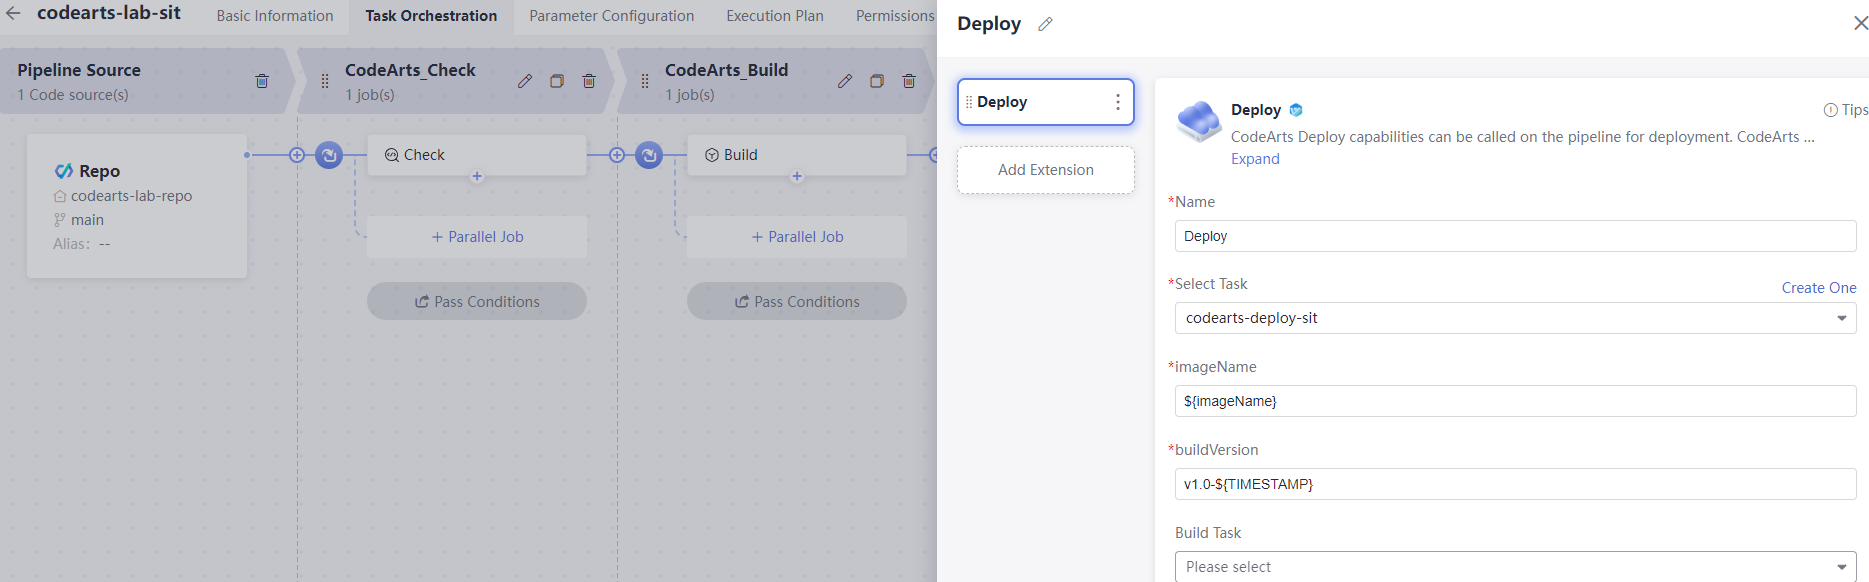 codearts-lab-sit
Basic Information
Task Orchestration
Parameter Configuration
Execution Plan
Permissions
Pipeline Source
1 Code source(s)
CodeArts_Check
1 job(s)
CodeArts_Build
1 job(s)
Repo
codearts-lab-repo
main
Alias: --
Check
+ Parallel Job
Pass Conditions
Build
+ Parallel Job
Pass Conditions
Deploy
Deploy
Add Extension
Deploy
Tips
CodeArts Deploy capabilities can be called on the pipeline for deployment. CodeArts ...
Expand
*Name
Deploy
*Select Task
Create One
codearts-deploy-sit
*imageName
${imageName}
*buildVersion
v1.0-${TIMESTAMP}
Build Task
Please select